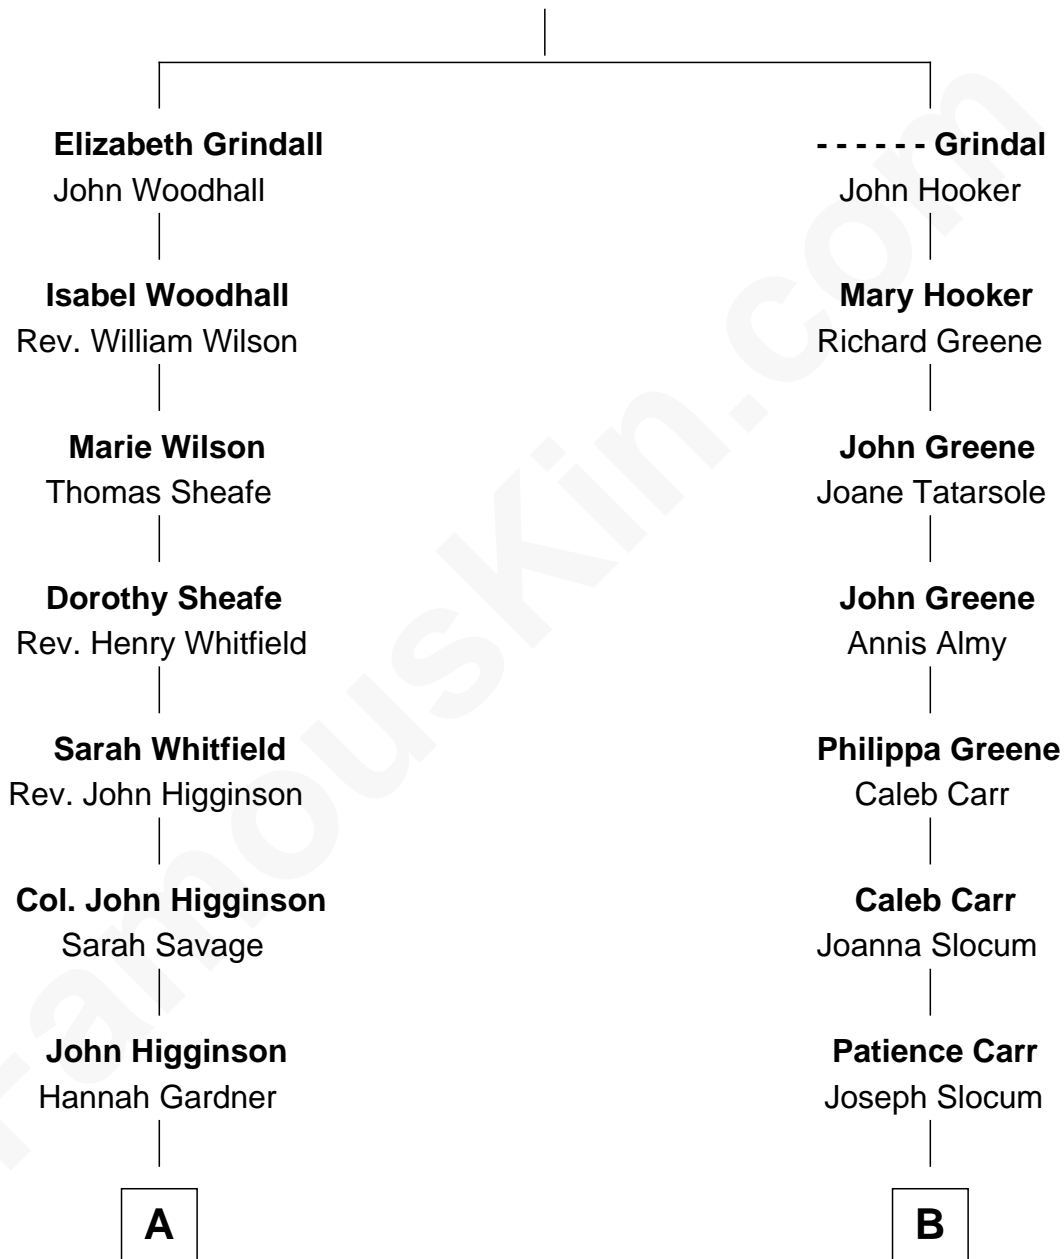 Elizabeth Grindall
John Woodhall
Isabel Woodhall
Rev. William Wilson
Marie Wilson
Thomas Sheafe
Dorothy Sheafe
Rev. Henry Whitfield
Sarah Whitfield
Rev. John Higginson
Col. John Higginson
Sarah Savage
John Higginson
Hannah Gardner
A
- - - - - - Grindal
John Hooker
Mary Hooker
Richard Greene
John Greene
Joane Tatarsole
John Greene
Annis Almy
Philippa Greene
Caleb Carr
Caleb Carr
Joanna Slocum
Patience Carr
Joseph Slocum
B
FamousKin.com